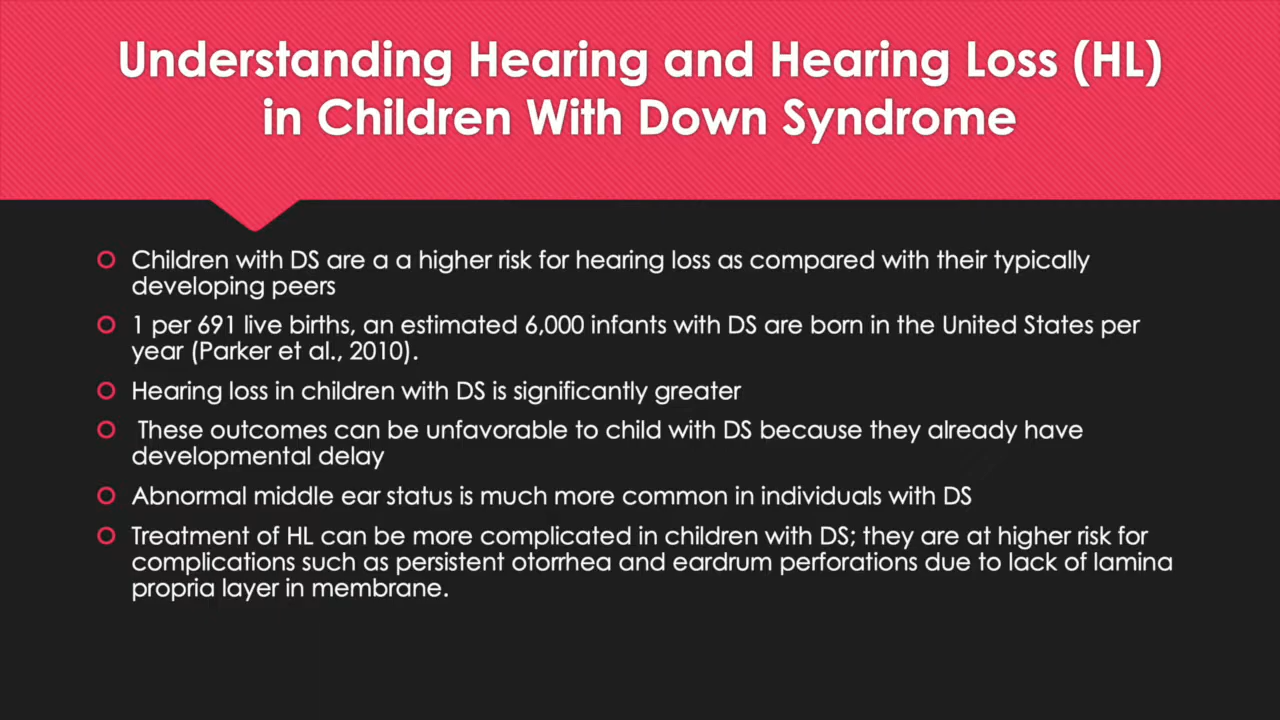 Understanding Hearing and Hearing Loss (HL)
in Children With Down Syndrome
Children with DS are a a higher risk for hearing loss as compared with their typically
developing peers
1 per 691 live births, an estimated 6,000 infants with DS are born in the United States per
year (Parker et al., 2010).
Hearing loss in children with DS is significantly greater
These outcomes can be unfavorable to child with DS because they already have
developmental delay
Abnormal middle ear status is much more common in individuals with DS
Treatment of HL can be more complicated in children with DS; they are at higher risk for
complications such as persistent otorrhea and eardrum perforations due to lack of lamina
propria layer in membrane.